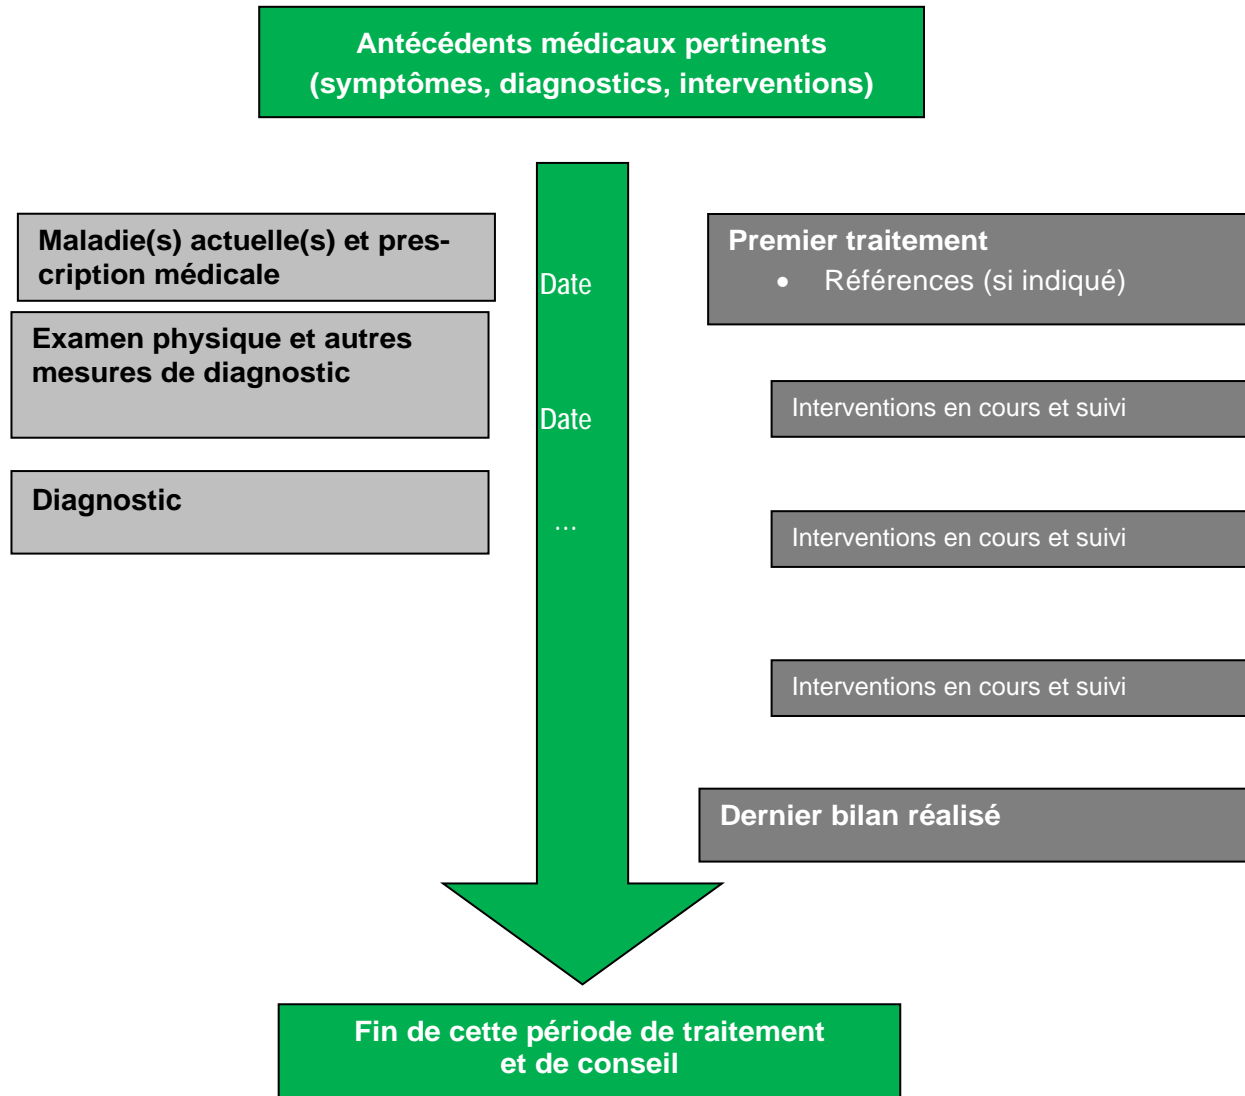 Antécédents médicaux pertinents
(symptômes, diagnostics, interventions)
Maladie(s) actuelle(s) et pres-
cription médicale
Examen physique et autres
mesures de diagnostic
Diagnostic
Date
Date
...
Premier traitement
• Références (si indiqué)
Interventions en cours et suivi
Interventions en cours et suivi
Interventions en cours et suivi
Dernier bilan réalisé
Fin de cette période de traitement
et de conseil